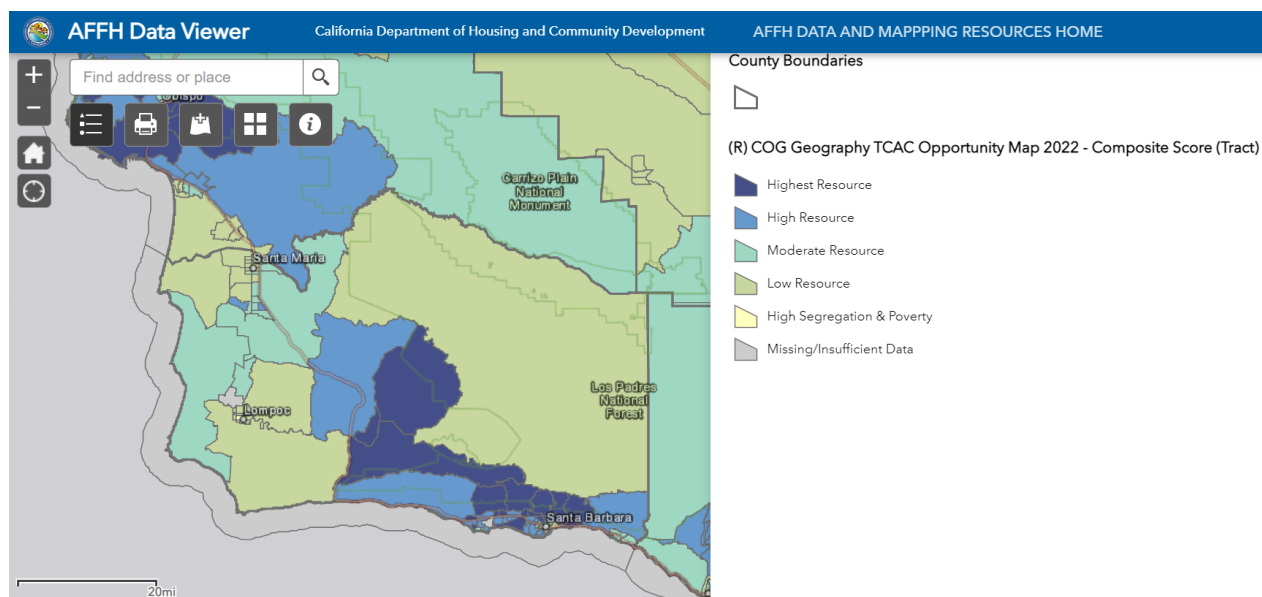 AFFH Data Viewer
California Department of Housing and Community Development
AFFH DATA AND MAPPPING RESOURCES HOME
+
Find address or place
−
Obispo
i
Carrizo Plain
National
Monument
Santa Maria
Los Padres
National
Forest
Lompoc
Santa Barbara
20mi
County Boundaries
(R) COG Geography TCAC Opportunity Map 2022 - Composite Score (Tract)
Highest Resource
High Resource
Moderate Resource
Low Resource
High Segregation & Poverty
Missing/Insufficient Data